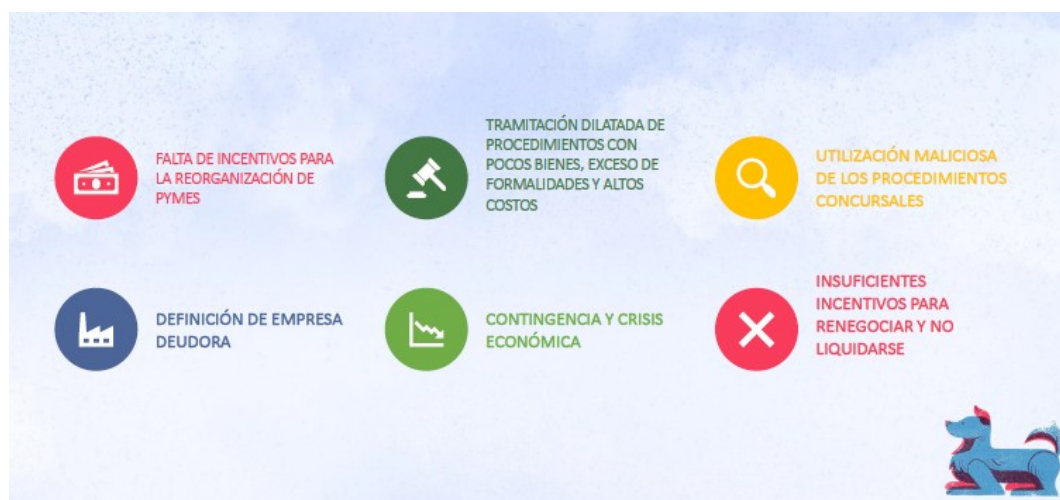 FALTA DE INCENTIVOS PARA
LA REORGANIZACIÓN DE
PYMES
TRAMITACIÓN DILATADA DE
PROCEDIMIENTOS CON
POCOS BIENES, EXCESO DE
FORMALIDADES Y ALTOS
COSTOS
UTILIZACIÓN MALICIOSA
DE LOS PROCEDIMIENTOS
CONCURSALES
DEFINICIÓN DE EMPRESA
DEUDORA
CONTINGENCIA Y CRISIS
ECONÓMICA
INSUFICIENTES
INCENTIVOS PARA
RENEGOCIAR Y NO
LIQUIDARSE